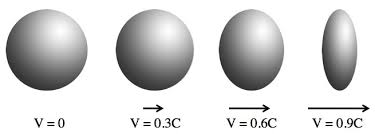 V = 0
V = 0.3C
V = 0.6C
V = 0.9C